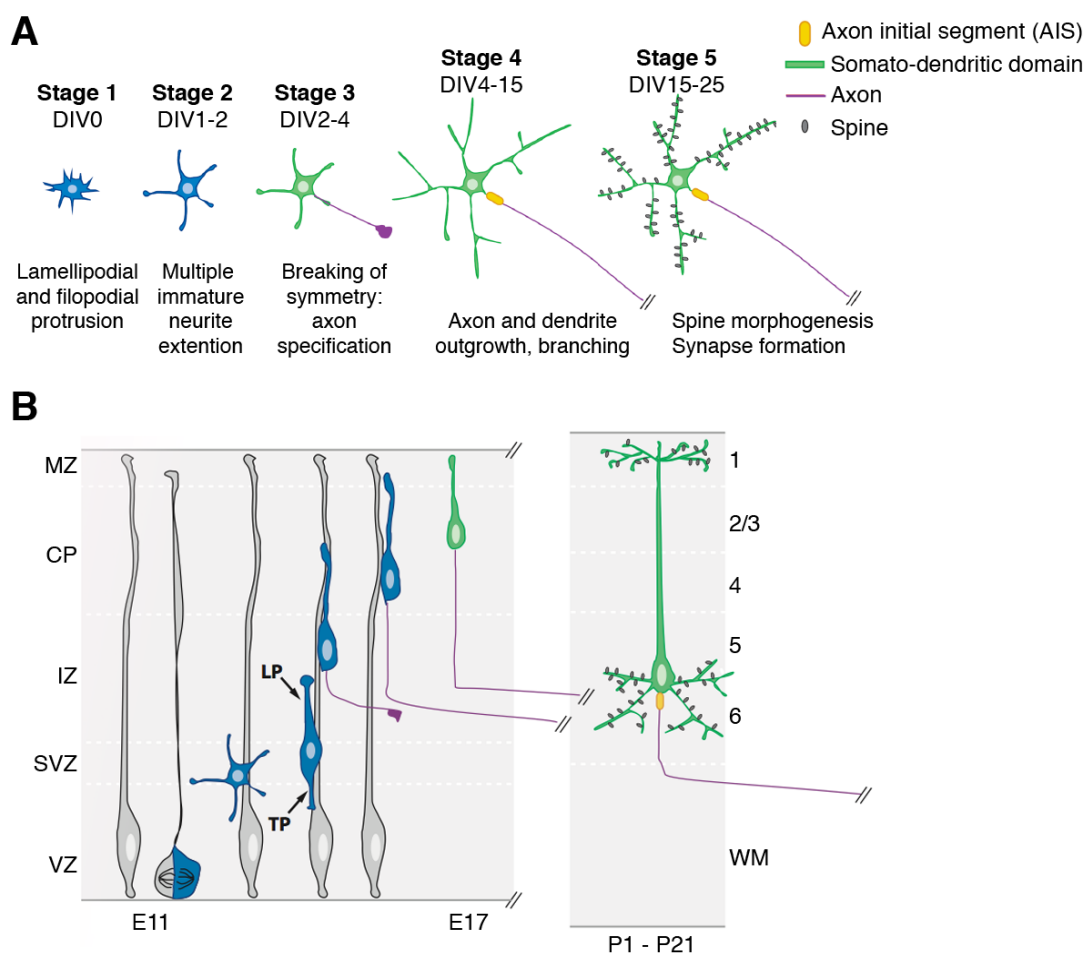 A
Stage 1
DIV0
Stage 2
DIV1-2
Stage 3
DIV2-4
Stage 4
DIV4-15
Stage 5
DIV15-25
Axon initial segment (AIS)
Somato-dendritic domain
Axon
Spine
Lamellipodial
and filopodial
protrusion
Multiple
immature
neurite
extention
Breaking of
symmetry:
axon
specification
Axon and dendrite
outgrowth, branching
Spine morphogenesis
Synapse formation
B
MZ
CP
IZ
SVZ
VZ
LP
TP
E11
E17
1
2/3
4
5
6
WM
P1 - P21